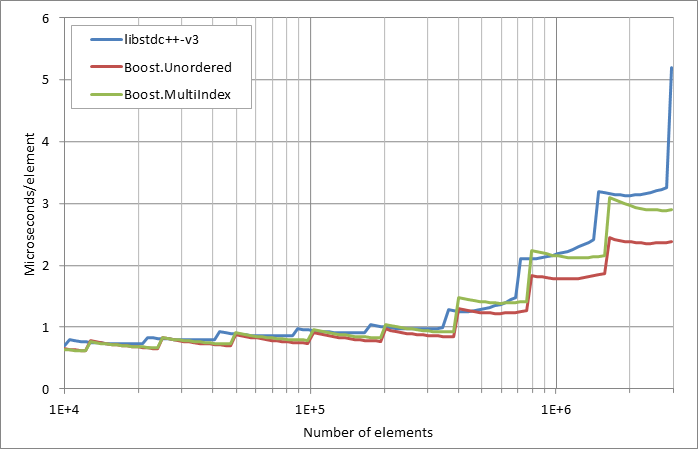 6
5
4
3
2
1
0
Microseconds/element
libstdc++-v3
Boost.Unordered
Boost.MultiIndex
1E+4
1E+5
1E+6
Number of elements